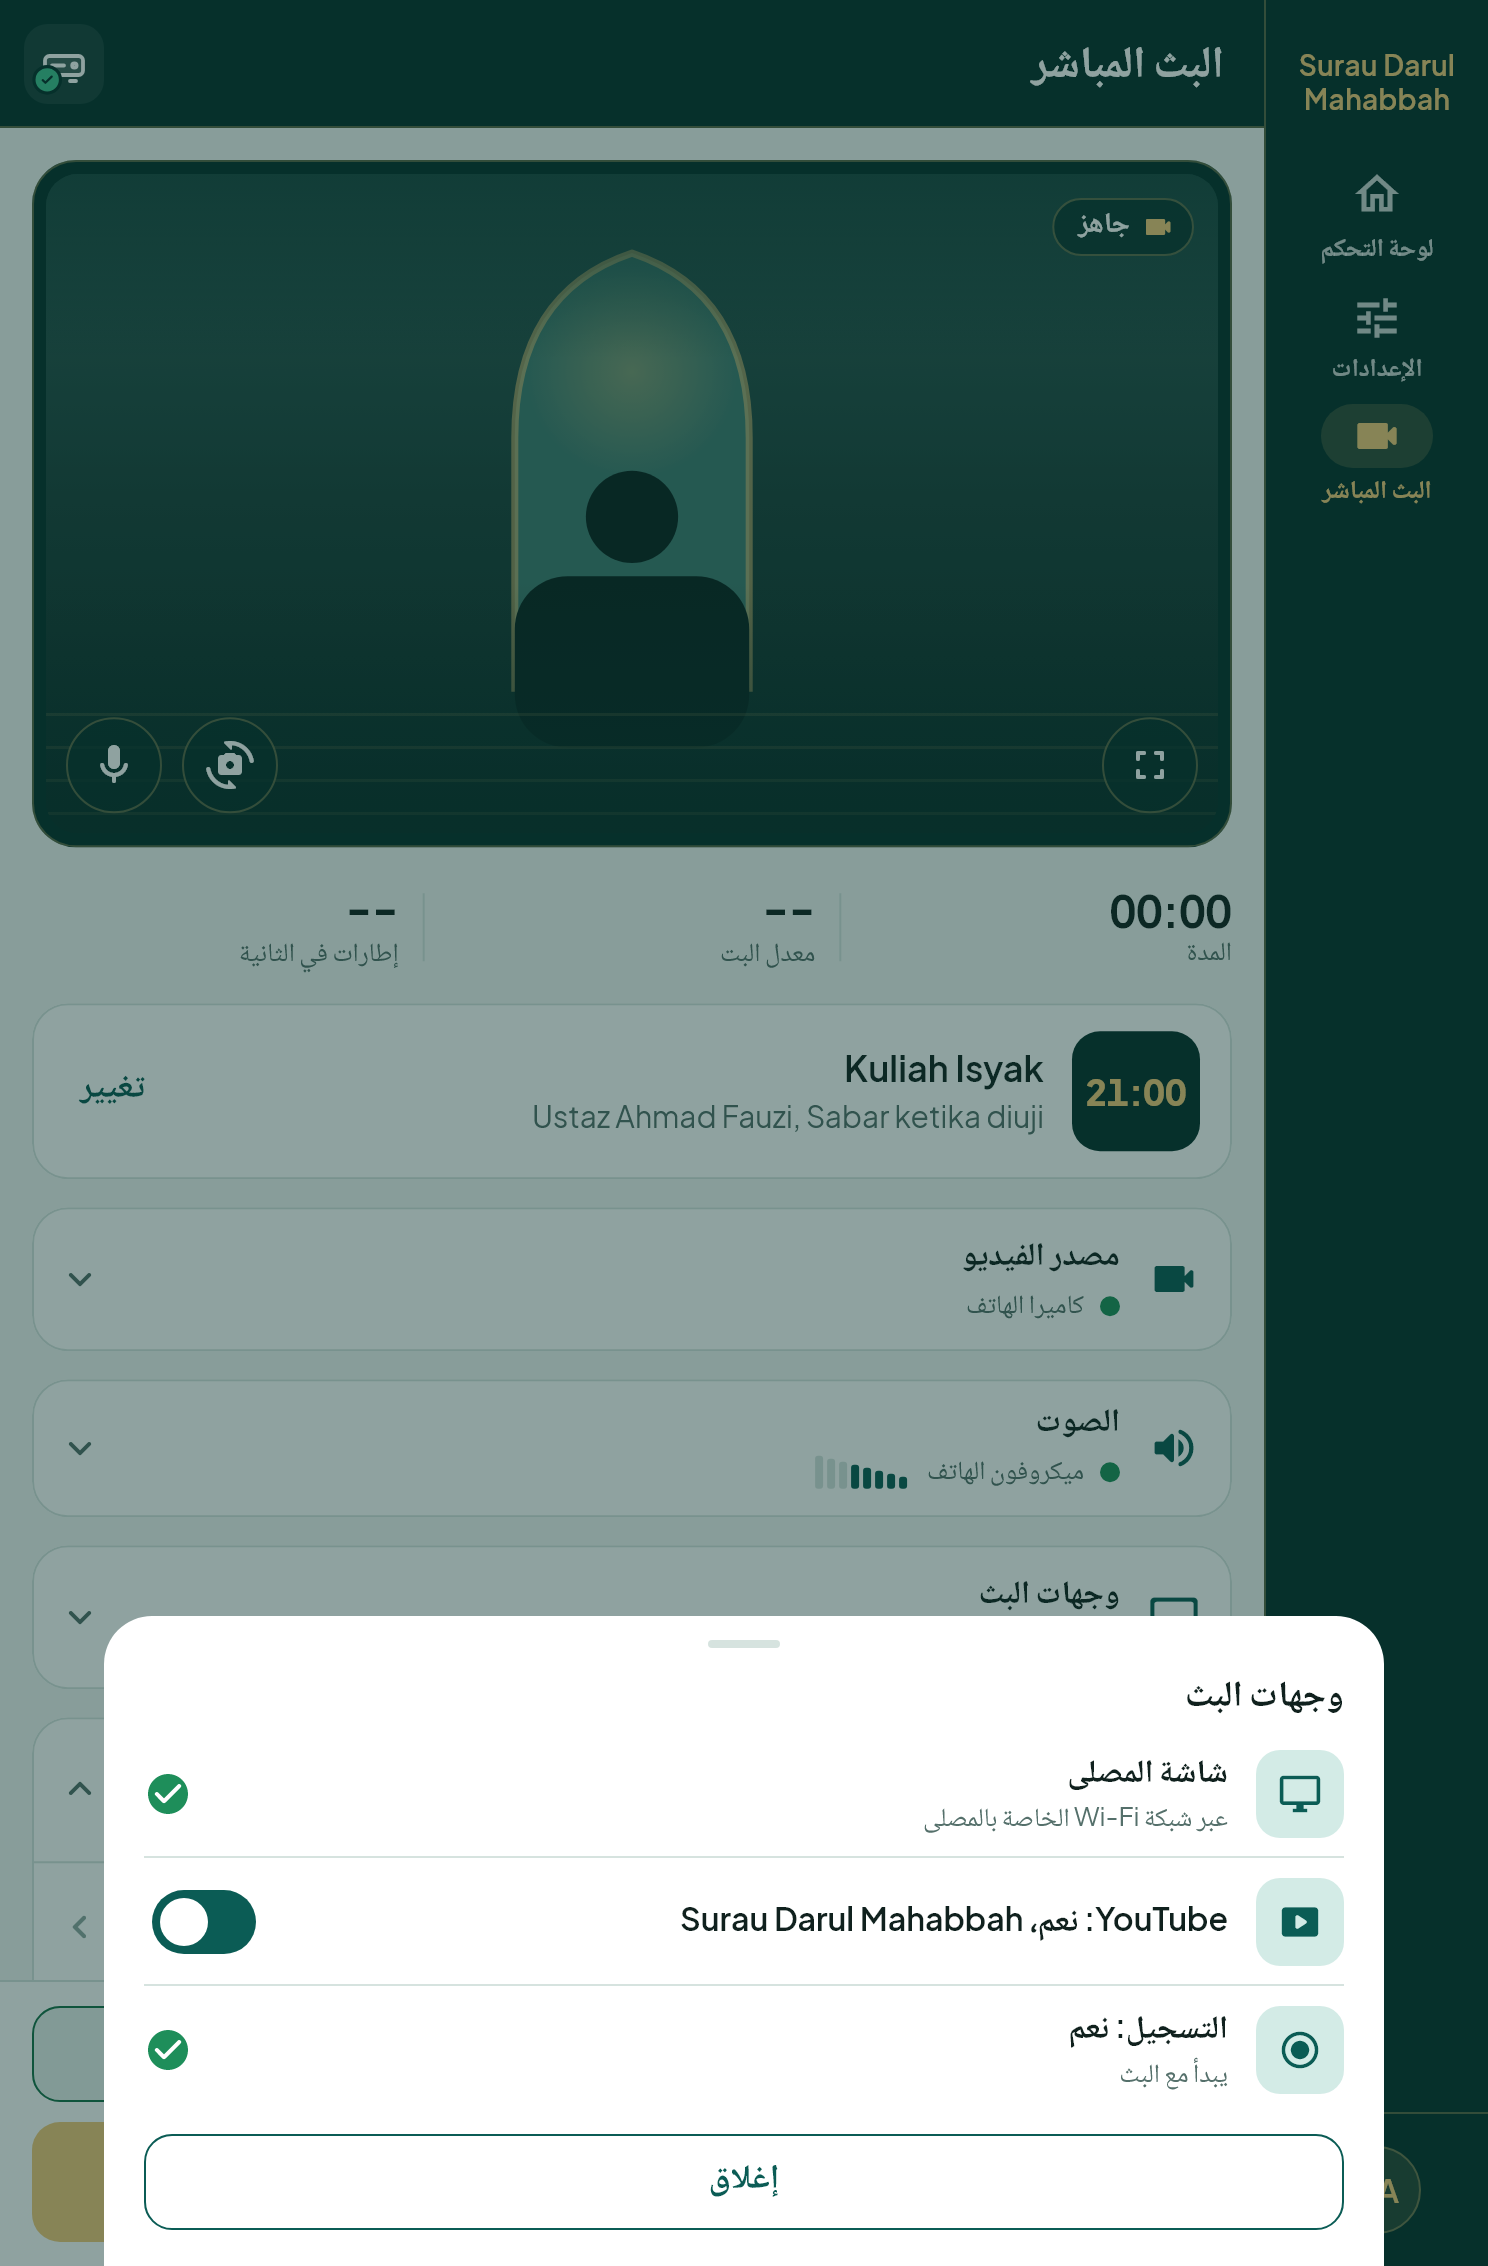 Surau Darul
Mahabbah
لوحة التحكم
الإعدادات
البث المباشر
البث المباشر
جاهز
00:00
المدة
--
معدل البت
--
إطارات في الثانية
21:00
Kuliah Isyak
Ustaz Ahmad Fauzi, Sabar ketika diuji
تغيير
مصدر الفيديو
كاميرا الهاتف
الصوت
ميكروفون الهاتف
وجهات البث
وجهات البث
شاشة المصلى
عبر شبكة Wi-Fi الخاصة بالمصلى
YouTube: نعم، Surau Darul Mahabbah
التسجيل: نعم
يبدأ مع البث
إغلاق